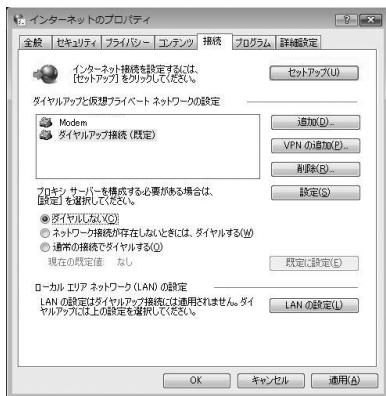 インターネットのプロパティ
全般 セキュリティ プライバシー コンテンツ 接続 プログラム 詳細設定
インターネット接続を設定するには、
[セットアップ] をクリックしてください。
セットアップ(U)
ダイヤルアップと仮想プライベート ネットワークの設定
Modem
ダイヤルアップ接続 (既定)
追加(D)...
VPN の追加(P)...
削除(R)...
プロキシ サーバーを構成する必要がある場合は、
[設定] を選択してください。
設定(S)
ダイヤルしない(C)
ネットワーク接続が存在しないときには、ダイヤルする(W)
通常の接続でダイヤルする(O)
現在の既定値: なし
既定に設定(E)
ローカル エリア ネットワーク (LAN) の設定
LAN の設定はダイヤルアップ接続には適用されません。ダイ
ヤルアップには上の設定を選択してください。
LAN の設定(L)
OK キャンセル 適用(A)